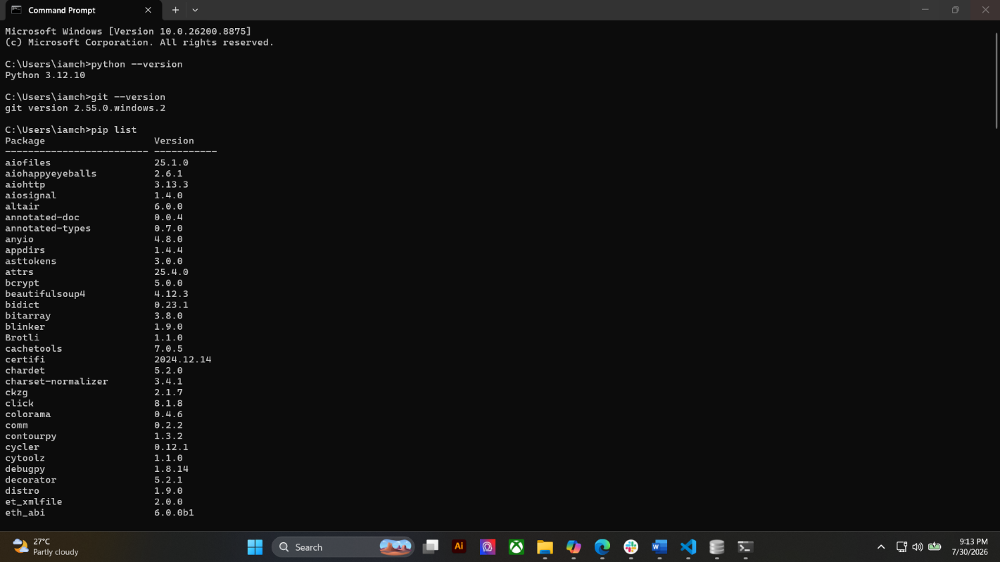 Command Prompt
Microsoft Windows [Version 10.0.26200.8875]
(c) Microsoft Corporation. All rights reserved.
C:\Users\iamch>python --version
Python 3.12.10
C:\Users\iamch>git --version
git version 2.55.0.windows.2
C:\Users\iamch>pip list
Package Version
------------------------- -----------
aiofiles 25.1.0
aiohappyeyeballs 2.6.1
aiohttp 3.13.3
aiosignal 1.4.0
altair 6.0.0
annotated-doc 0.0.4
annotated-types 0.7.0
anyio 4.8.0
appdirs 1.4.4
asttokens 3.0.0
attrs 25.4.0
bcrypt 5.0.0
beautifulsoup4 4.12.3
bidict 0.23.1
bitarray 3.8.0
blinker 1.9.0
Brotli 1.1.0
cachetools 7.0.5
certifi 2024.12.14
chardet 5.2.0
charset-normalizer 3.4.1
ckzg 2.1.7
click 8.1.8
colorama 0.4.6
comm 0.2.2
contourpy 1.3.2
cycler 0.12.1
cytoolz 1.1.0
debugpy 1.8.14
decorator 5.2.1
distro 1.9.0
et_xmlfile 2.0.0
eth_abi 6.0.0b1
27°C
Partly cloudy
Search
Ai
W
9:13 PM
7/30/2026